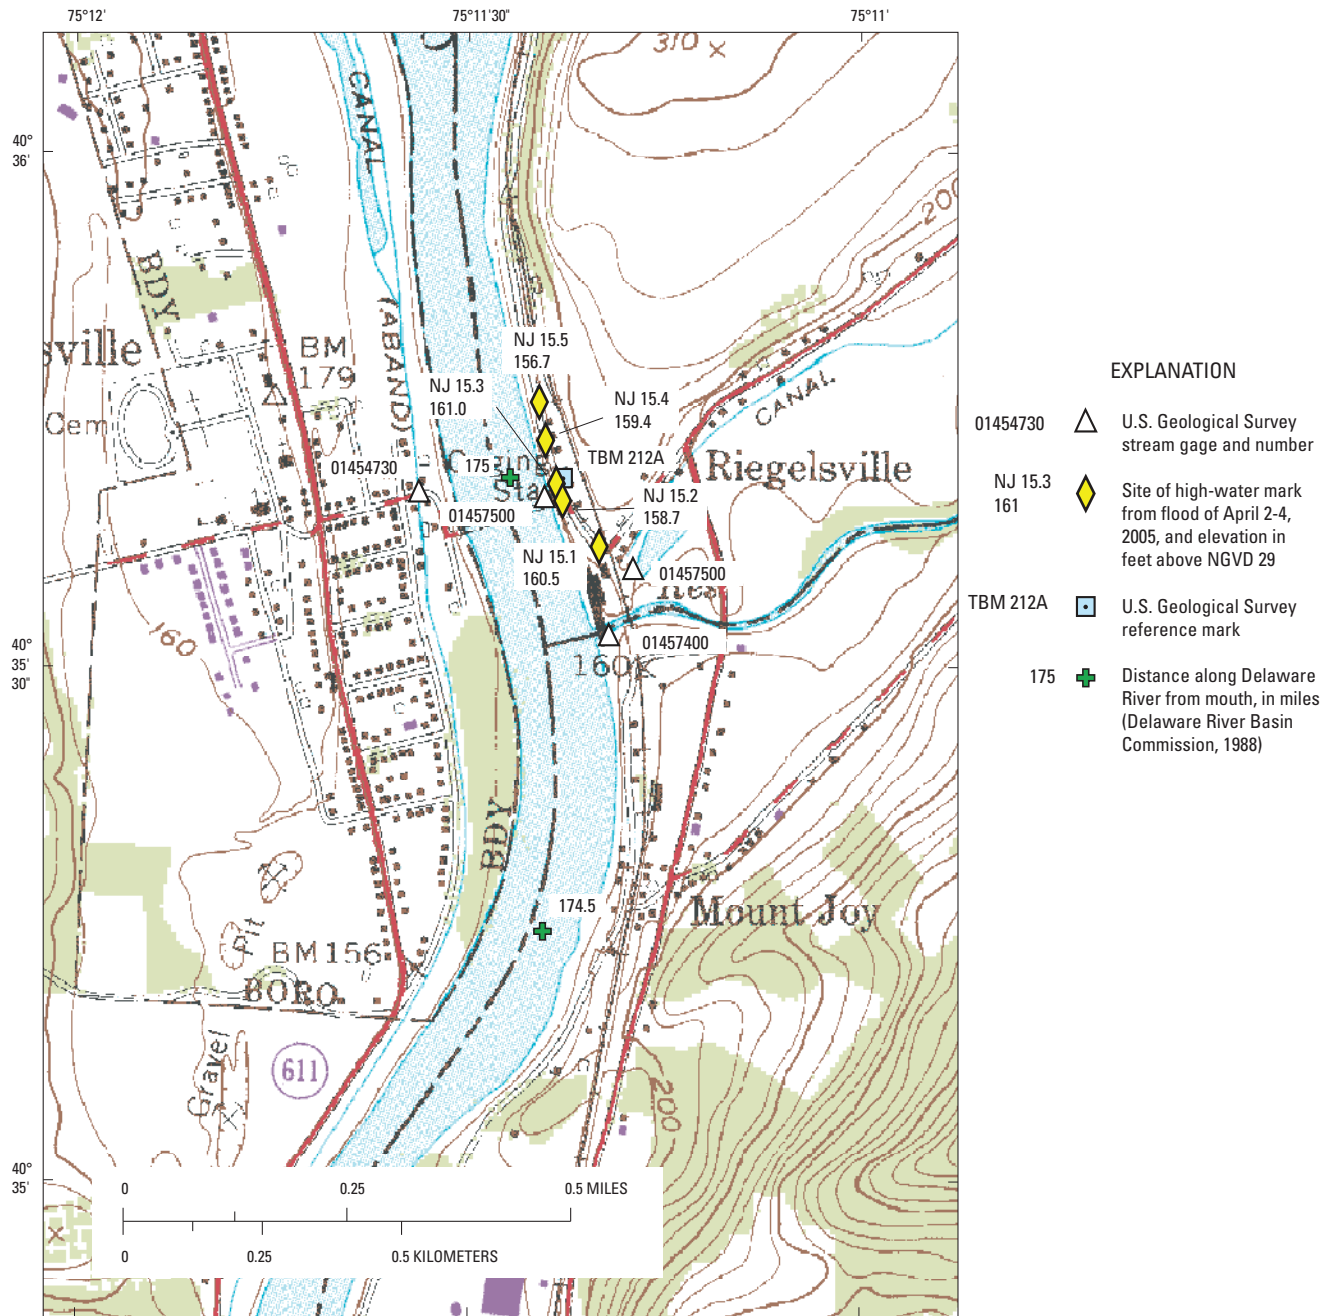 75°12'
75°11'30"
75°11'
310 x
CANAL
40°
36'
200
BDY
NJ 15.5
156.7
sville
BM
179
(ABAND)
NJ 15.3
161.0
NJ 15.4
159.4
CANAL
Cem
01454730
175
TBM 212A
Riegelsville
Sta
NJ 15.2
158.7
01457500
NJ 15.1
160.5
01457500
160
01457400
160X
40°
35'
30"
BDY
174.5
Mount Joy
Pit
BM 156
BORO
Gravel
611
200
40°
35'
0
0.25
0.5 MILES
0
0.25
0.5 KILOMETERS
EXPLANATION
01454730
U.S. Geological Survey
stream gage and number
NJ 15.3
161
Site of high-water mark
from flood of April 2-4,
2005, and elevation in
feet above NGVD 29
TBM 212A
U.S. Geological Survey
reference mark
175
Distance along Delaware
River from mouth, in miles
(Delaware River Basin
Commission, 1988)